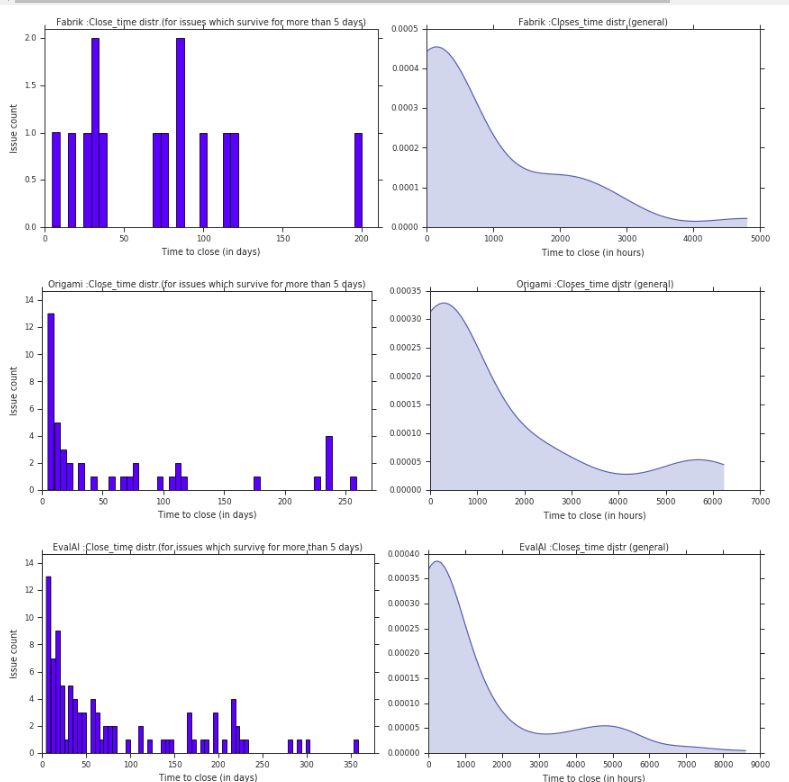 Fabrik :Close_time distr.(for issues which survive for more than 5 days)
Issue count
2.0
1.5
1.0
0.5
0.0
0 50 100 150 200
Time to close (in days)
Fabrik :Closes_time distr (general)
0.0005
0.0004
0.0003
0.0002
0.0001
0.0000
0 1000 2000 3000 4000 5000
Time to close (in hours)
Origami :Close_time distr.(for issues which survive for more than 5 days)
Issue count
14
12
10
8
6
4
2
0
0 50 100 150 200 250
Time to close (in days)
Origami :Closes_time distr (general)
0.00035
0.00030
0.00025
0.00020
0.00015
0.00010
0.00005
0.00000
0 1000 2000 3000 4000 5000 6000 7000
Time to close (in hours)
EvalAI :Close_time distr.(for issues which survive for more than 5 days)
Issue count
14
12
10
8
6
4
2
0
0 50 100 150 200 250 300 350
Time to close (in days)
EvalAI :Closes_time distr (general)
0.00040
0.00035
0.00030
0.00025
0.00020
0.00015
0.00010
0.00005
0.00000
0 1000 2000 3000 4000 5000 6000 7000 8000 9000
Time to close (in hours)